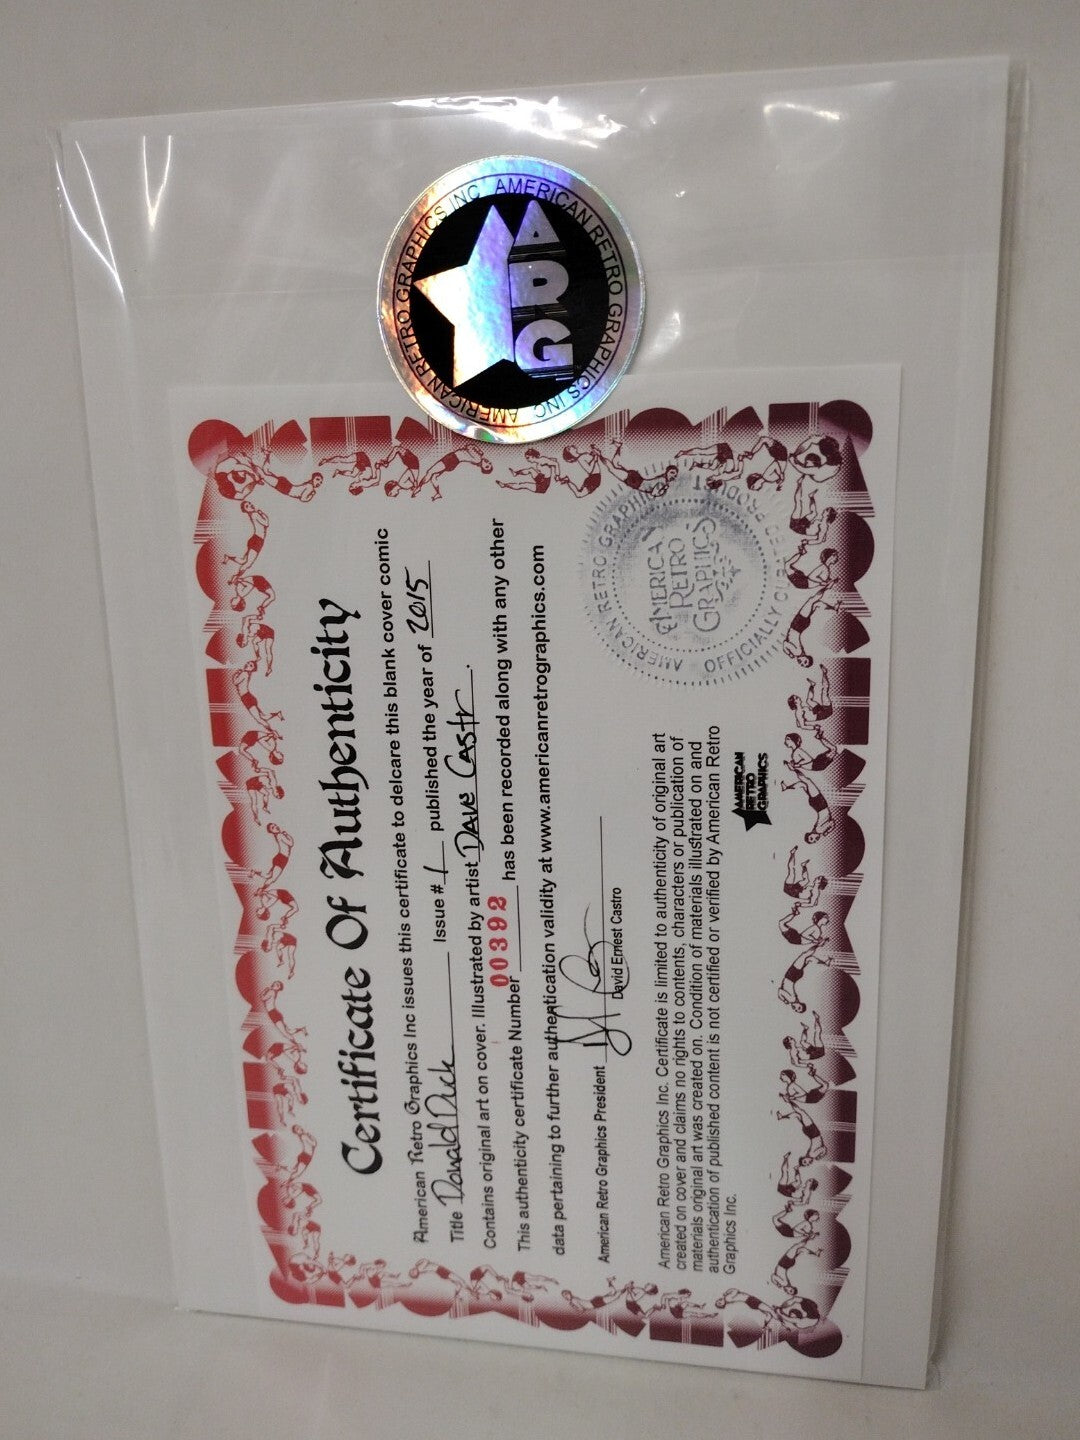 AMERICAN RETRO GRAPHICS INC AMERICAN RETRO GRAPHICS INC
ARG
Certificate Of Authenticity
American Retro Graphics Inc issues this certificate to delcare this blank cover comic
Title Donald Duck Issue # 1 published the year of 2015
Contains original art on cover. Illustrated by artist Dave Castr.
This authenticity certificate Number 00392 has been recorded along with any other
data pertaining to further authentication validity at www.americanretrographics.com
American Retro Graphics President
David Ernest Castro
AMERICAN RETRO GRAPHICS
OFFICIALLY PRODUCT
AMERICA RETRO GRAPHICS
American Retro Graphics Inc. Certificate is limited to authenticity of original art
created on cover and claims no rights to contents, characters or publication of
materials original art was created on. Condition of materials illustrated on and
authentication of published content is not certified or verified by American Retro
Graphics Inc.
AMERICAN
RETRO
GRAPHICS